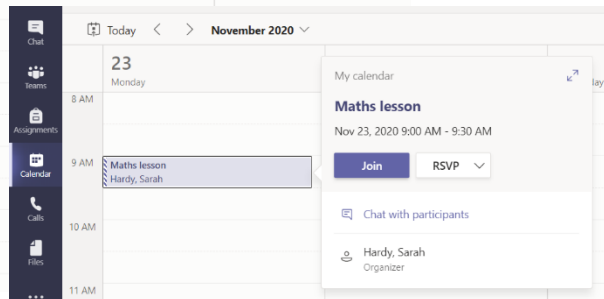 Chat
Teams
Assignments
Calendar
Calls
Files
Today
November 2020
23
Monday
8 AM
9 AM
10 AM
11 AM
Maths lesson
Hardy, Sarah
My calendar
Maths lesson
Nov 23, 2020 9:00 AM - 9:30 AM
Join
RSVP
Chat with participants
Hardy, Sarah
Organizer